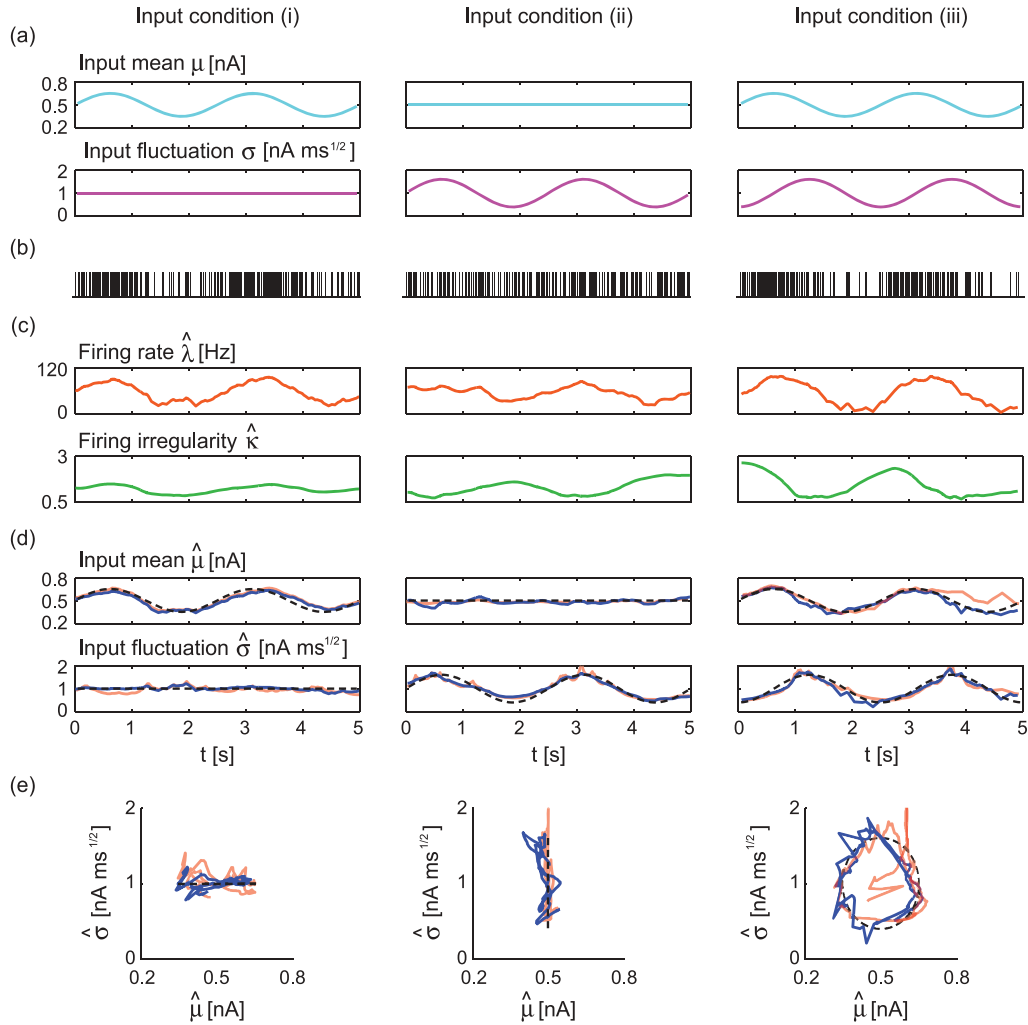 Input condition (i) Input condition (ii) Input condition (iii)
(a)
Input mean μ [nA]
0.8
0.5
0.2
Input fluctuation σ [nA ms^1/2]
2
1
0
(b)
0 1 2 3 4 5
(c)
Firing rate λ̂ [Hz]
120
0
Firing irregularity κ̂
3
0.5
(d)
Input mean μ̂ [nA]
0.8
0.5
0.2
Input fluctuation σ̂ [nA ms^1/2]
2
1
0
0 1 2 3 4 5 0 1 2 3 4 5 0 1 2 3 4 5
t [s] t [s] t [s]
(e)
2 2 2
σ̂ [nA ms^1/2] σ̂ [nA ms^1/2] σ̂ [nA ms^1/2]
1 1 1
0 0 0
0.2 0.5 0.8 0.2 0.5 0.8 0.2 0.5 0.8
μ̂ [nA] μ̂ [nA] μ̂ [nA]